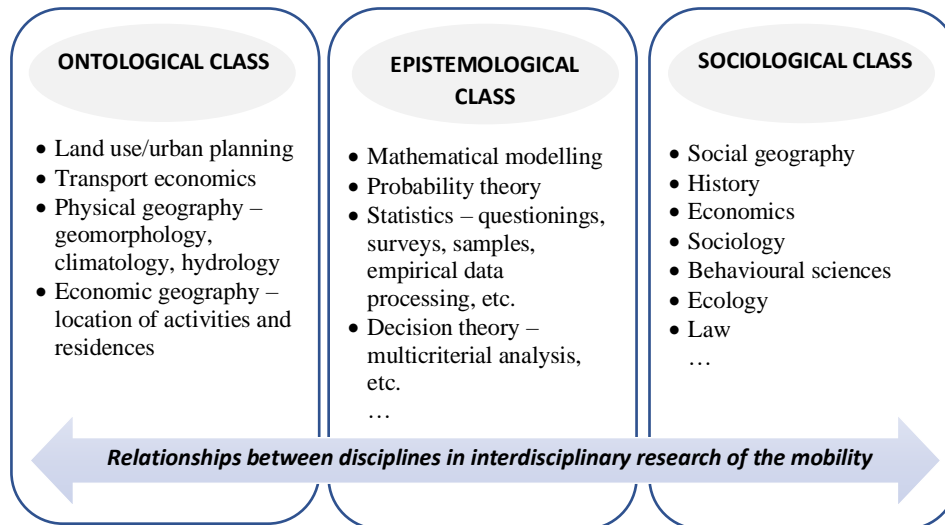 ONTOLOGICAL CLASS
• Land use/urban planning
• Transport economics
• Physical geography –
geomorphology,
climatology, hydrology
• Economic geography –
location of activities and
residences
EPISTEMOLOGICAL
CLASS
• Mathematical modelling
• Probability theory
• Statistics – questionings,
surveys, samples,
empirical data
processing, etc.
• Decision theory –
multicriterial analysis,
etc.
…
SOCIOLOGICAL CLASS
• Social geography
• History
• Economics
• Sociology
• Behavioural sciences
• Ecology
• Law
…
Relationships between disciplines in interdisciplinary research of the mobility